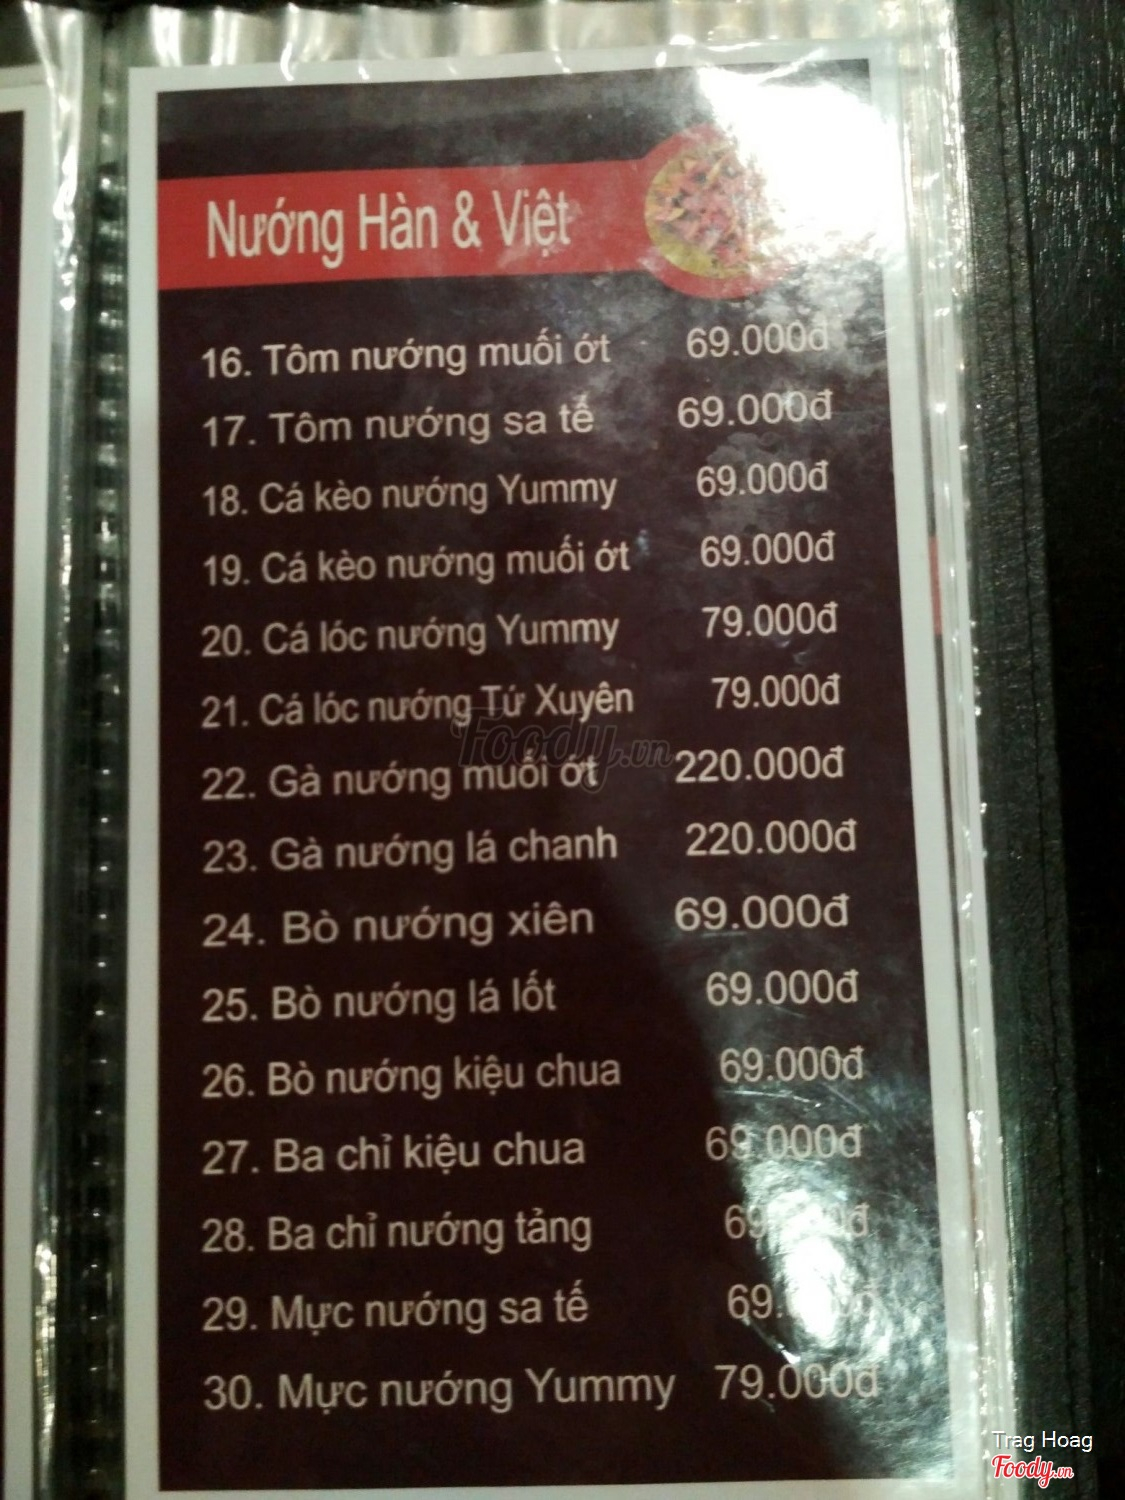 Nướng Hàn & Việt
16. Tôm nướng muối ớt 69.000đ
17. Tôm nướng sa tế 69.000đ
18. Cá kèo nướng Yummy 69.000đ
19. Cá kèo nướng muối ớt 69.000đ
20. Cá lóc nướng Yummy 79.000đ
21. Cá lóc nướng Tứ Xuyên 79.000đ
Foody.vn
22. Gà nướng muối ớt 220.000đ
23. Gà nướng lá chanh 220.000đ
24. Bò nướng xiên 69.000đ
25. Bò nướng lá lốt 69.000đ
26. Bò nướng kiệu chua 69.000đ
27. Ba chỉ kiệu chua 69.000đ
28. Ba chỉ nướng tảng
29. Mực nướng sa tế
30. Mực nướng Yummy 79.000đ
Trag Hoag
Foody.vn